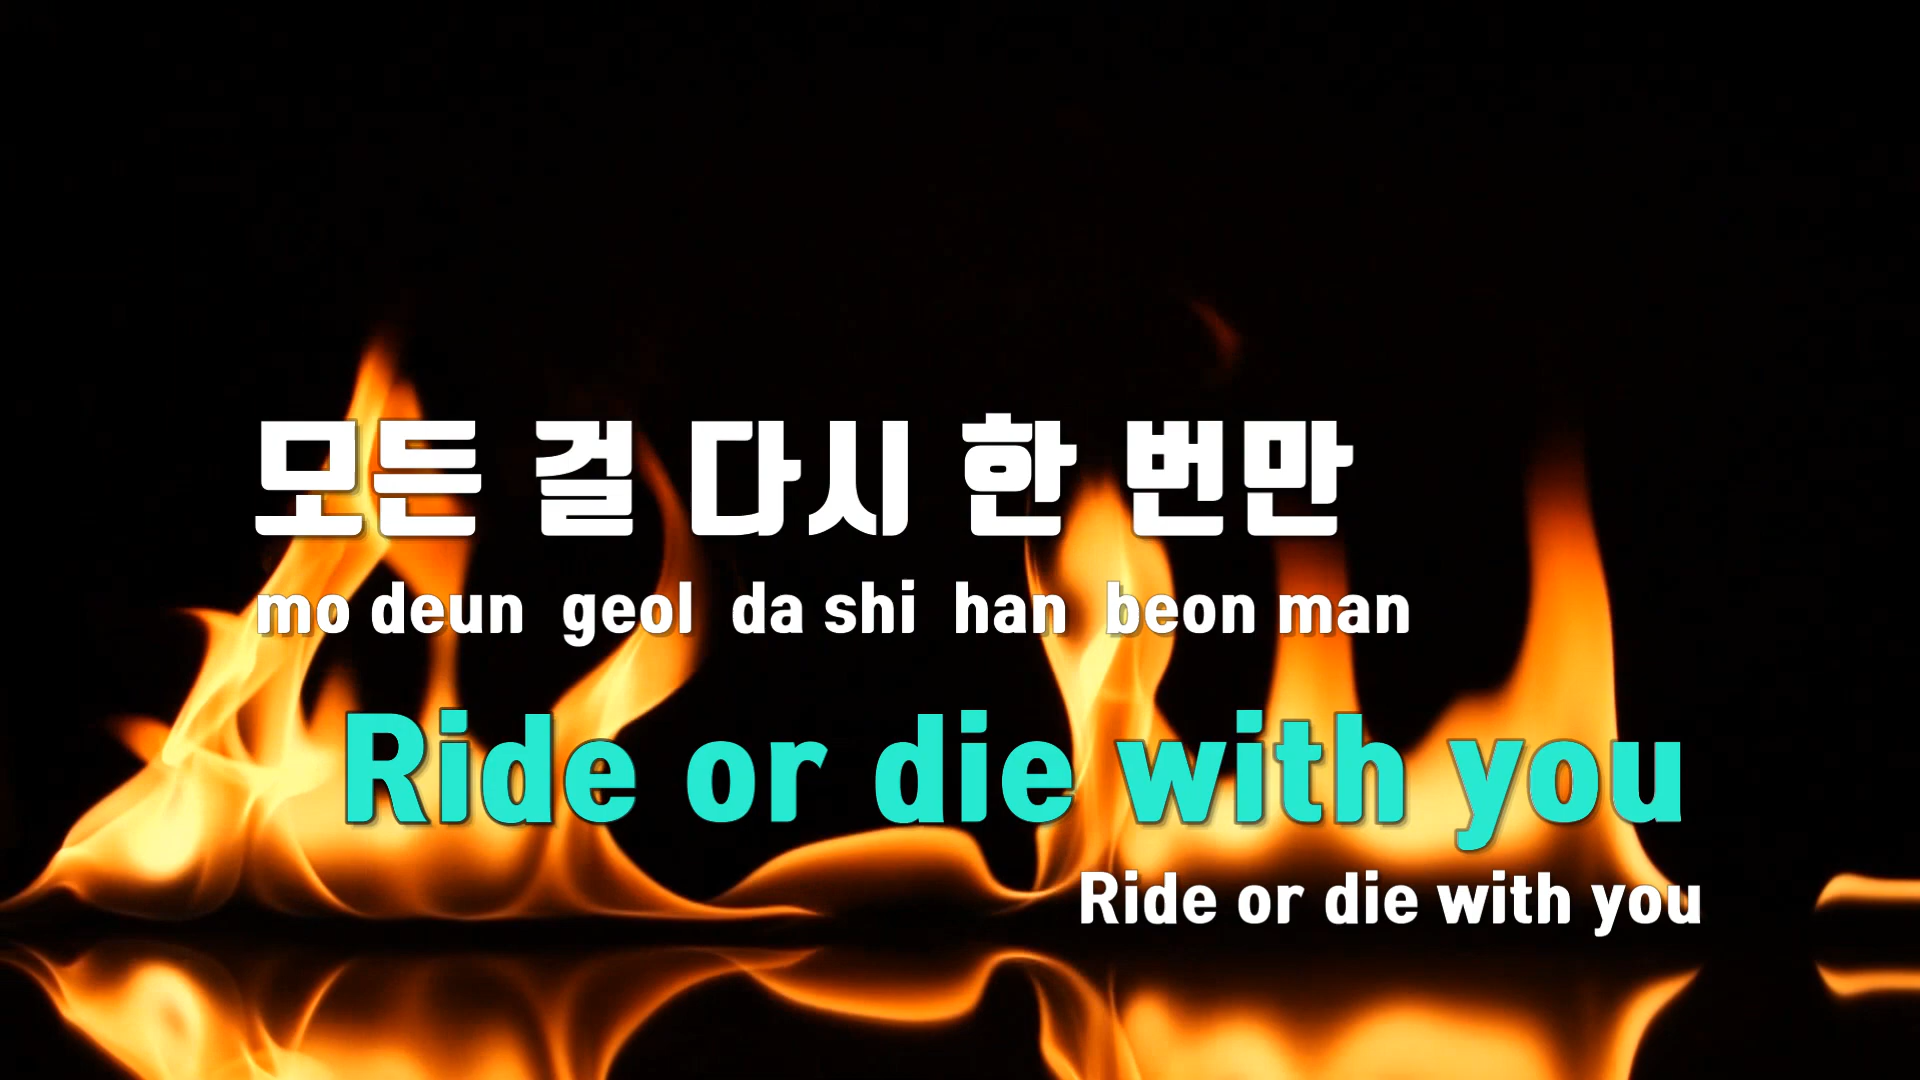 모든 걸 다시 한 번만
mo deun geol da shi han beon man
Ride or die with you
Ride or die with you